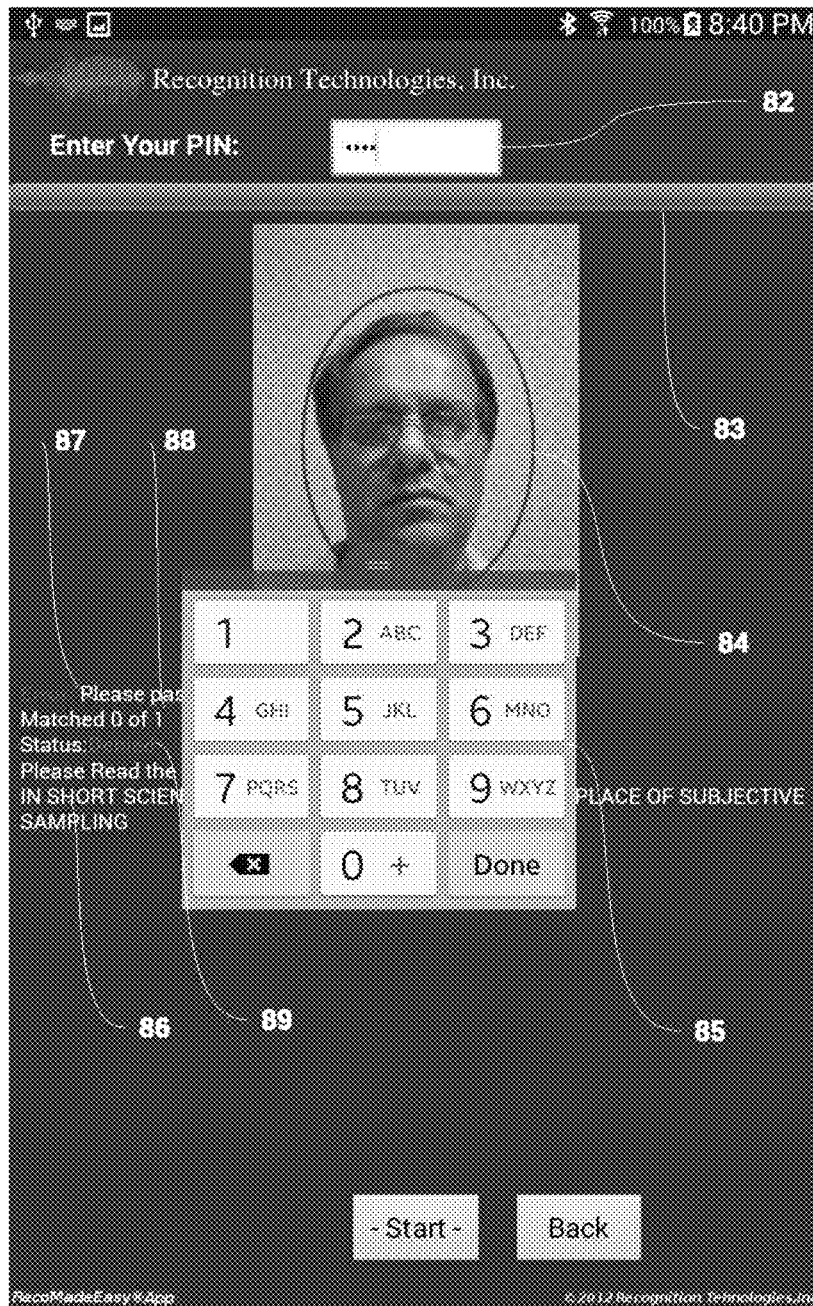 100% 8:40 PM
Recognition Technologies, Inc.
82
Enter Your PIN: ····
83
87
88
84
1
2 ABC
3 DEF
Please pas
4 GHI
5 JKL
6 MNO
Matched 0 of 1
Status:
Please Read the
7 PQRS
8 TUV
9 WXYZ
IN SHORT SCIEN PLACE OF SUBJECTIVE
SAMPLING
0 +
Done
86
89
85
- Start -
Back
RecoMadeEasy®App
©2012 Recognition Technologies,Inc